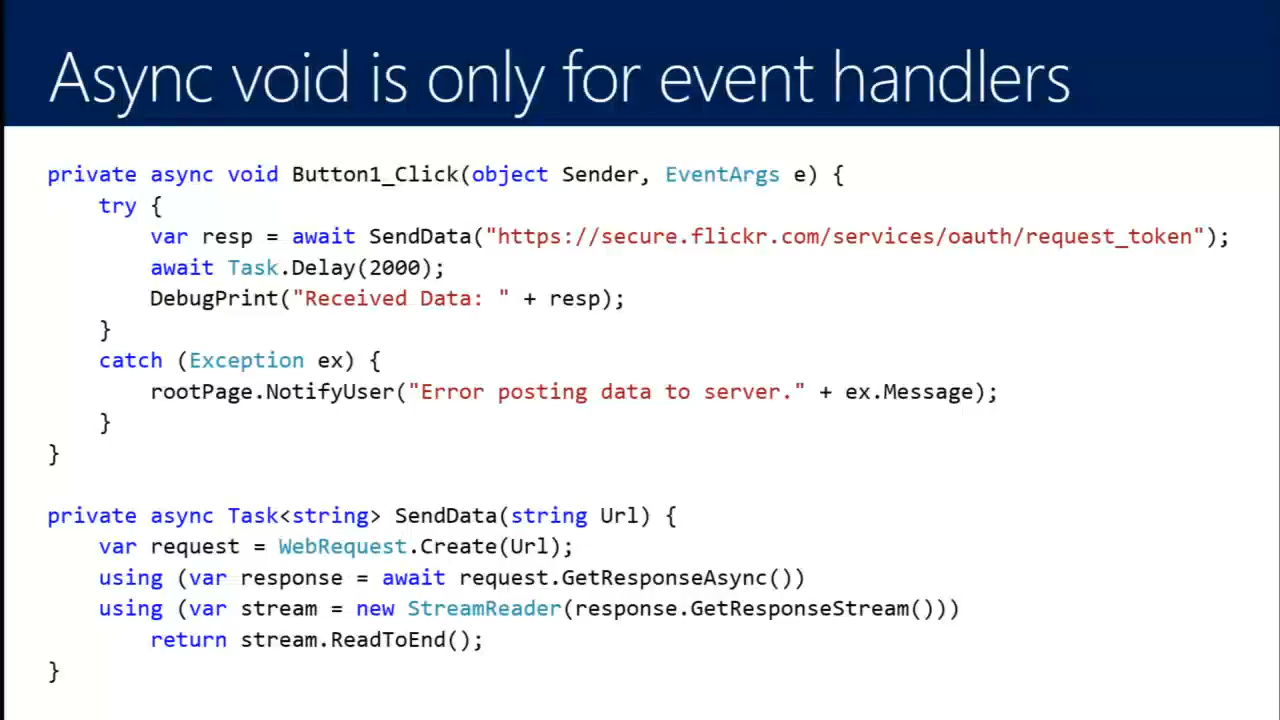 Async void is only for event handlers
private async void Button1_Click(object Sender, EventArgs e) {
try {
var resp = await SendData("https://secure.flickr.com/services/oauth/request_token");
await Task.Delay(2000);
DebugPrint("Received Data: " + resp);
}
catch (Exception ex) {
rootPage.NotifyUser("Error posting data to server." + ex.Message);
}
}
private async Task<string> SendData(string Url) {
var request = WebRequest.Create(Url);
using (var response = await request.GetResponseAsync())
using (var stream = new StreamReader(response.GetResponseStream()))
return stream.ReadToEnd();
}